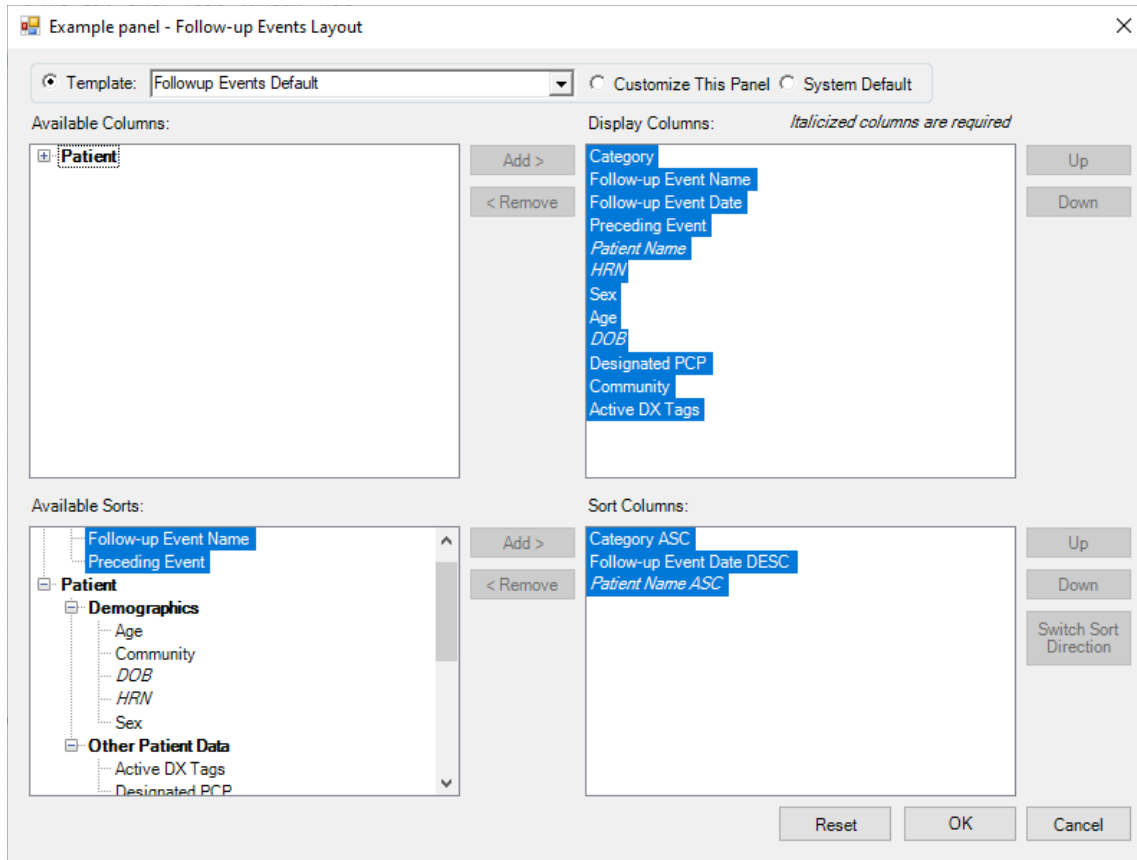 Example panel - Follow-up Events Layout
Template: Followup Events Default Customize This Panel System Default
Available Columns:
Patient
Add >
< Remove
Display Columns: Italicized columns are required
Category
Follow-up Event Name
Follow-up Event Date
Preceding Event
Patient Name
HRN
Sex
Age
DOB
Designated PCP
Community
Active DX Tags
Up
Down
Available Sorts:
Follow-up Event Name
Preceding Event
Patient
Demographics
Age
Community
DOB
HRN
Sex
Other Patient Data
Active DX Tags
Designated PCP
Add >
< Remove
Sort Columns:
Category ASC
Follow-up Event Date DESC
Patient Name ASC
Up
Down
Switch Sort
Direction
Reset OK Cancel